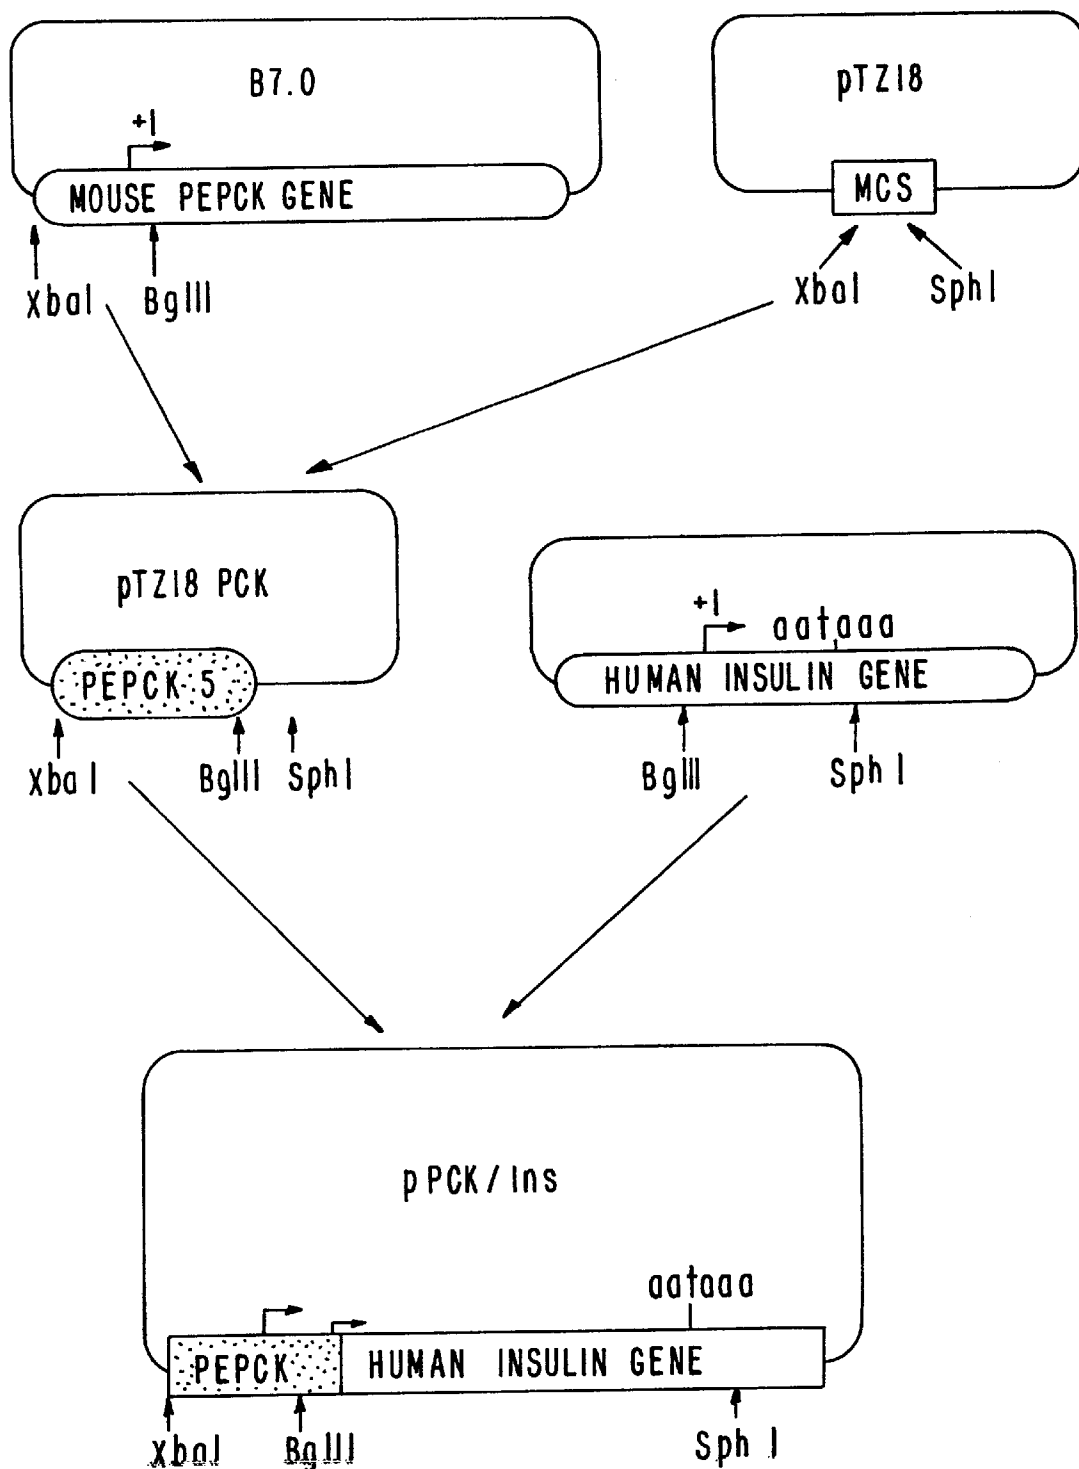 B7.0
+1
MOUSE PEPCK GENE
XbaI
BglII
pTZ18
MCS
XbaI
SphI
pTZ18 PCK
PEPCK 5
XbaI
BglII
SphI
+1
aataaa
HUMAN INSULIN GENE
BglII
SphI
pPCK/Ins
aataaa
PEPCK
HUMAN INSULIN GENE
XbaI
BglII
SphI